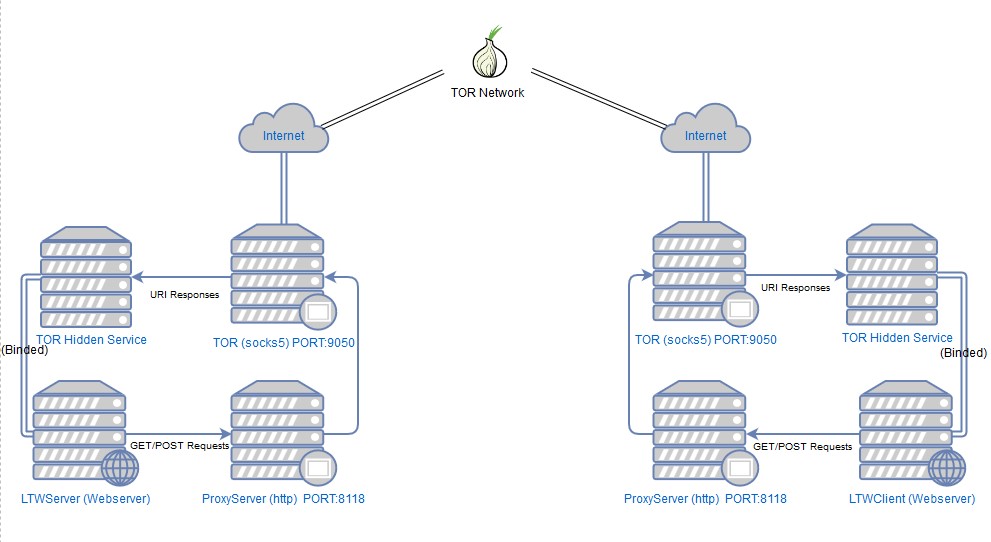 TOR Network
Internet
Internet
URI Responses
URI Responses
TOR Hidden Service
TOR (socks5) PORT:9050
TOR (socks5) PORT:9050
TOR Hidden Service
(Binded)
(Binded)
GET/POST Requests
GET/POST Requests
LTWServer (Webserver)
ProxyServer (http) PORT:8118
ProxyServer (http) PORT:8118
LTWClient (Webserver)